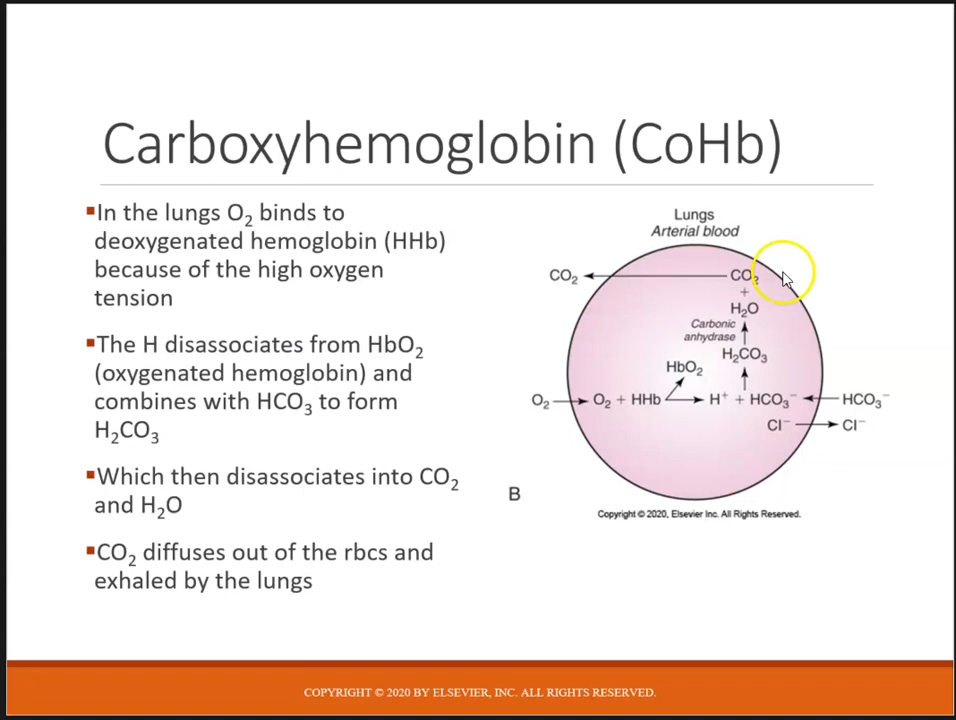 Carboxyhemoglobin (CoHb)
▪In the lungs O₂ binds to
deoxygenated hemoglobin (HHb)
because of the high oxygen
tension
▪The H disassociates from HbO₂
(oxygenated hemoglobin) and
combines with HCO₃ to form
H₂CO₃
▪Which then disassociates into CO₂
and H₂O
▪CO₂ diffuses out of the rbcs and
exhaled by the lungs
Lungs
Arterial blood
CO₂ CO₂
+
H₂O
Carbonic
anhydrase
H₂CO₃
HbO₂
O₂ O₂ + HHb H⁺ + HCO₃⁻ HCO₃⁻
Cl⁻ Cl⁻
B
Copyright © 2020, Elsevier Inc. All Rights Reserved.
COPYRIGHT © 2020 BY ELSEVIER, INC. ALL RIGHTS RESERVED.